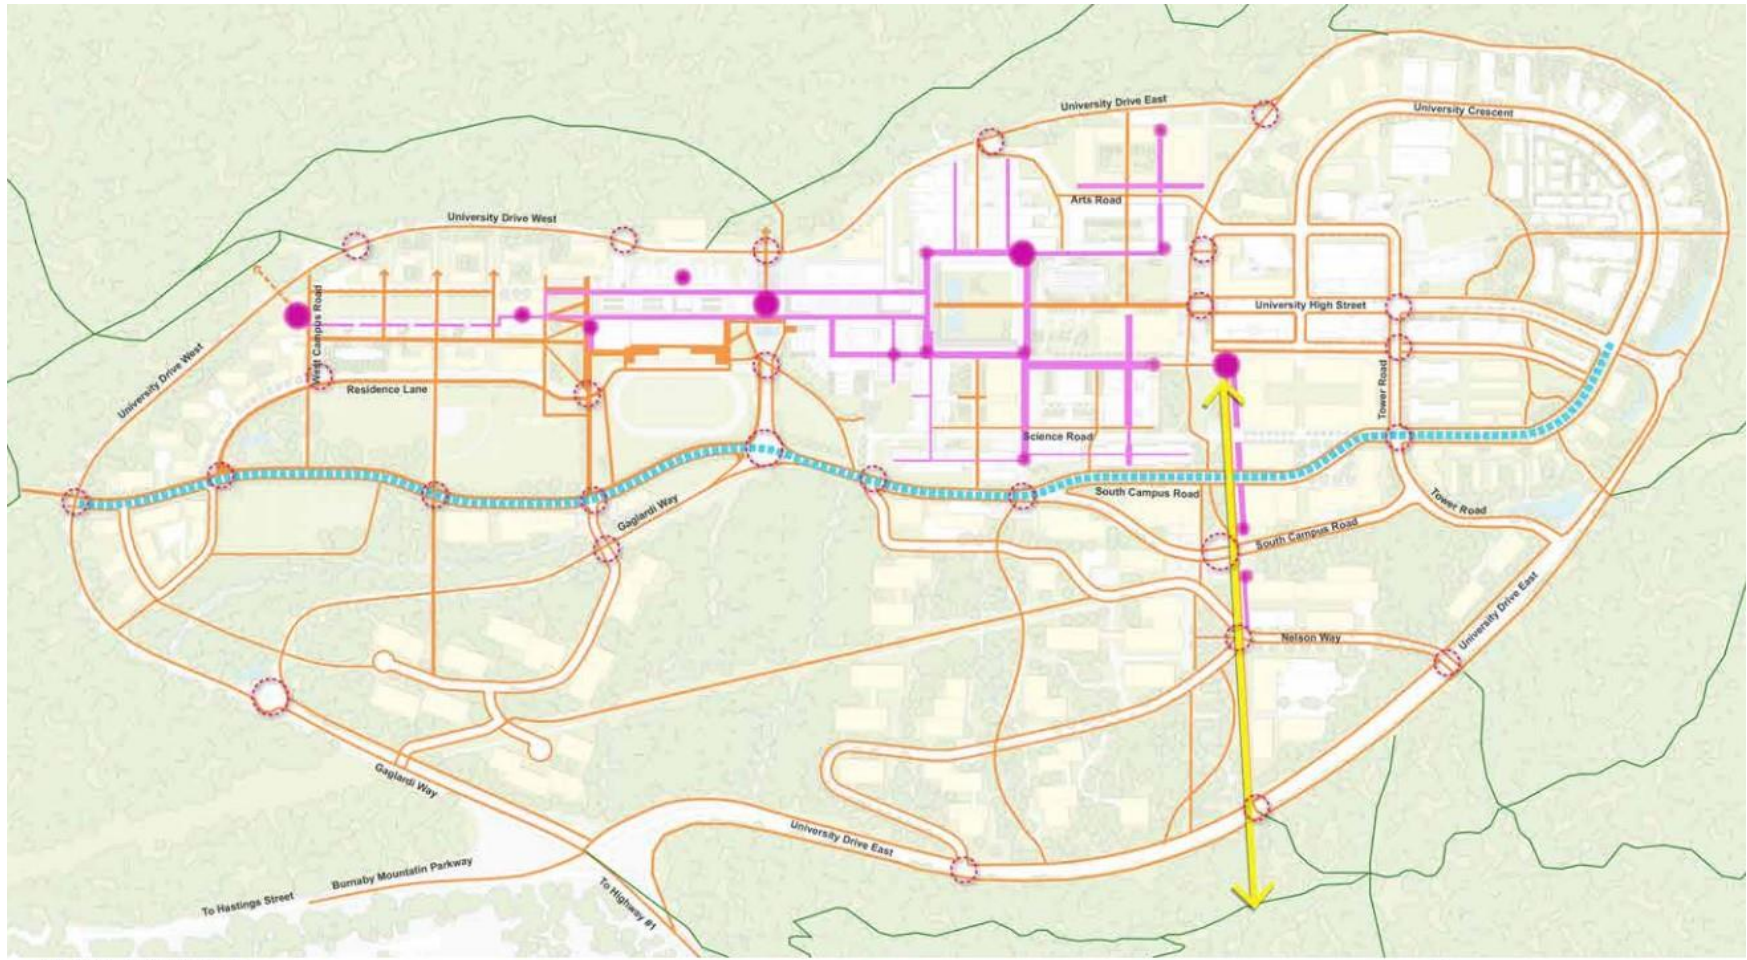 University Drive East
University Crescent
Arts Road
University Drive West
University High Street
West Campus Road
University Drive West
Residence Lane
Tower Road
Science Road
South Campus Road
Gaglardi Way
Tower Road
South Campus Road
University Drive East
Nelson Way
Gaglardi Way
University Drive East
Burnaby Mountatin Parkway
To Hastings Street
To Highway #1